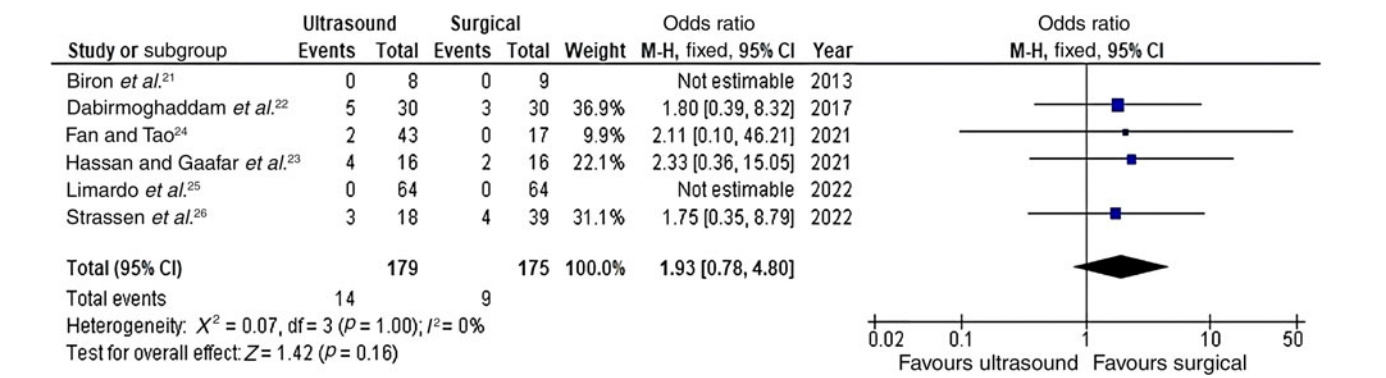 Ultrasound Surgical Odds ratio Odds ratio
Study or subgroup Events Total Events Total Weight M-H, fixed, 95% CI Year M-H, fixed, 95% CI
Biron et al.21 0 8 0 9 Not estimable 2013
Dabirmoghaddam et al.22 5 30 3 30 36.9% 1.80 [0.39, 8.32] 2017
Fan and Tao24 2 43 0 17 9.9% 2.11 [0.10, 46.21] 2021
Hassan and Gaafar et al.23 4 16 2 16 22.1% 2.33 [0.36, 15.05] 2021
Limardo et al.25 0 64 0 64 Not estimable 2022
Strassen et al.26 3 18 4 39 31.1% 1.75 [0.35, 8.79] 2022
Total (95% CI) 179 175 100.0% 1.93 [0.78, 4.80]
Total events 14 9
Heterogeneity: X² = 0.07, df = 3 (P = 1.00); I² = 0%
Test for overall effect: Z = 1.42 (P = 0.16)
0.02 0.1 1 10 50
Favours ultrasound Favours surgical